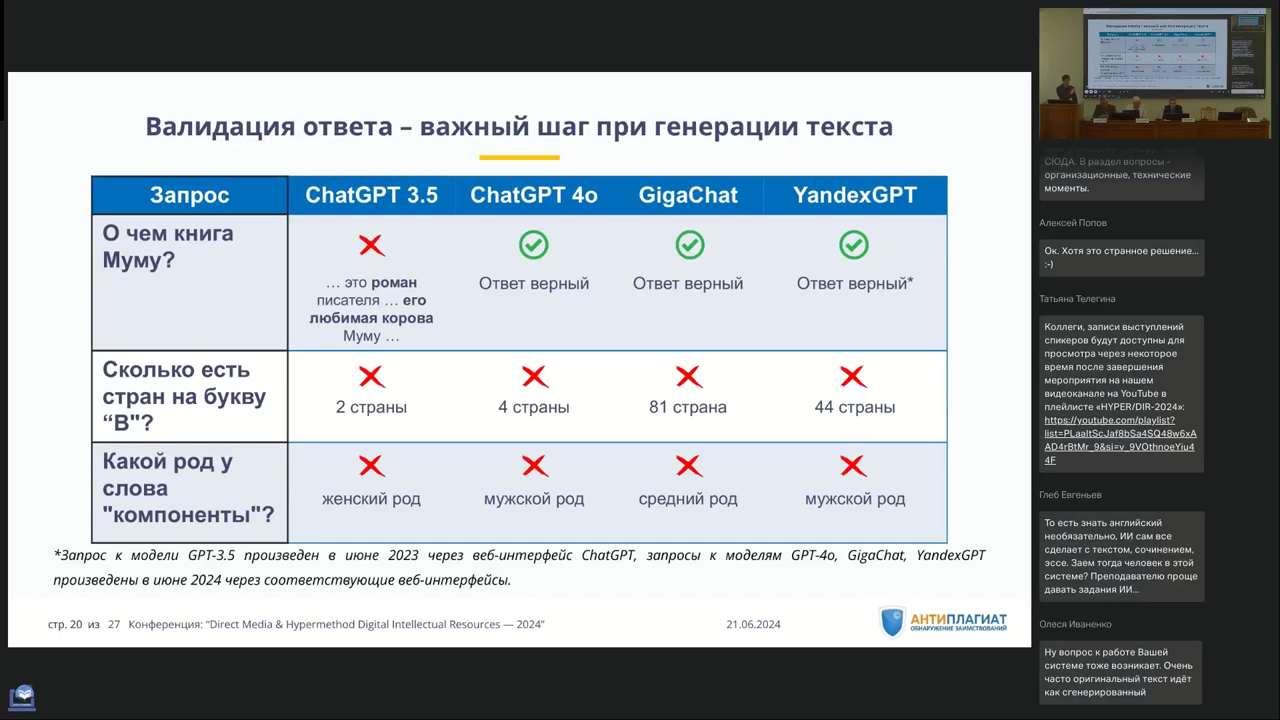 Валидация ответа – важный шаг при генерации текста
Запрос
ChatGPT 3.5
ChatGPT 4o
GigaChat
YandexGPT
О чем книга
Муму?
… это роман
писателя … его
любимая корова
Муму …
Ответ верный
Ответ верный
Ответ верный*
Сколько есть
стран на букву
“В"?
2 страны
4 страны
81 страна
44 страны
Какой род у
слова
"компоненты"?
женский род
мужской род
средний род
мужской род
*Запрос к модели GPT-3.5 произведен в июне 2023 через веб-интерфейс ChatGPT, запросы к моделям GPT-4o, GigaChat, YandexGPT
произведены в июне 2024 через соответствующие веб-интерфейсы.
стр. 20 из 27 Конференция: “Direct Media & Hypermethod Digital Intellectual Resources — 2024”
21.06.2024
АНТИПЛАГИАТ
ОБНАРУЖЕНИЕ ЗАИМСТВОВАНИЙ
СЮДА. В раздел вопросы -
организационные, технические
моменты.
Алексей Попов
Ок. Хотя это странное решение...
:-)
Татьяна Телегина
Коллеги, записи выступлений
спикеров будут доступны для
просмотра через некоторое
время после завершения
мероприятия на нашем
видеоканале на YouTube в
плейлисте «HYPER/DIR-2024»:
https://youtube.com/playlist?
list=PLaaItScJaf8bSa4SQ48w6xA
AD4rBtMr_9&si=v_9VOthnoeYiu4
4F
Глеб Евгеньев
То есть знать английский
необязательно, ИИ сам все
сделает с текстом, сочинением,
эссе. Заем тогда человек в этой
системе? Преподавателю проще
давать задания ИИ...
Олеся Иваненко
Ну вопрос к работе Вашей
системе тоже возникает. Очень
часто оригинальный текст идёт
как сгенерированный